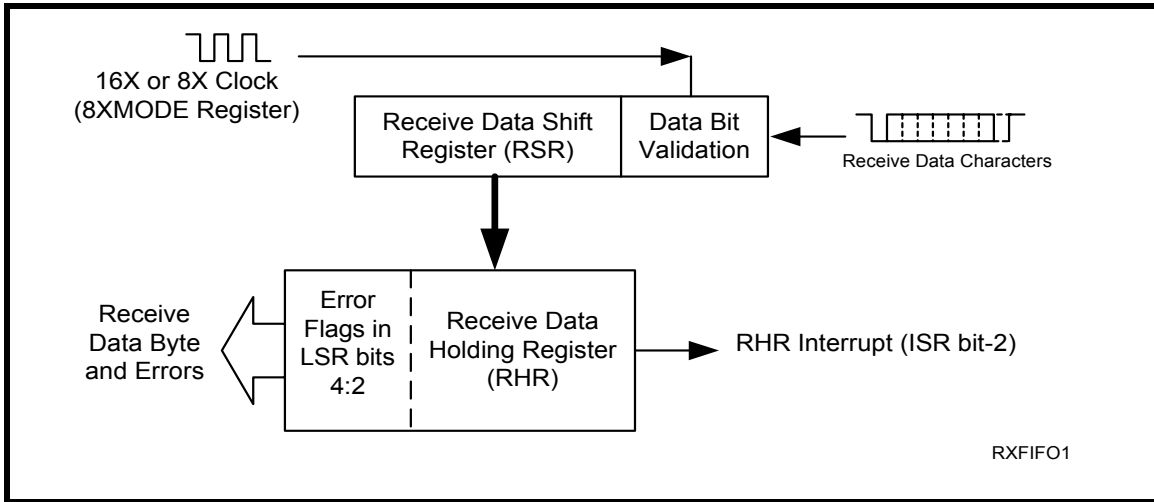 16X or 8X Clock
(8XMODE Register)
Receive Data Shift
Register (RSR)
Data Bit
Validation
Receive Data Characters
Receive
Data Byte
and Errors
Error
Flags in
LSR bits
4:2
Receive Data
Holding Register
(RHR)
RHR Interrupt (ISR bit-2)
RXFIFO1